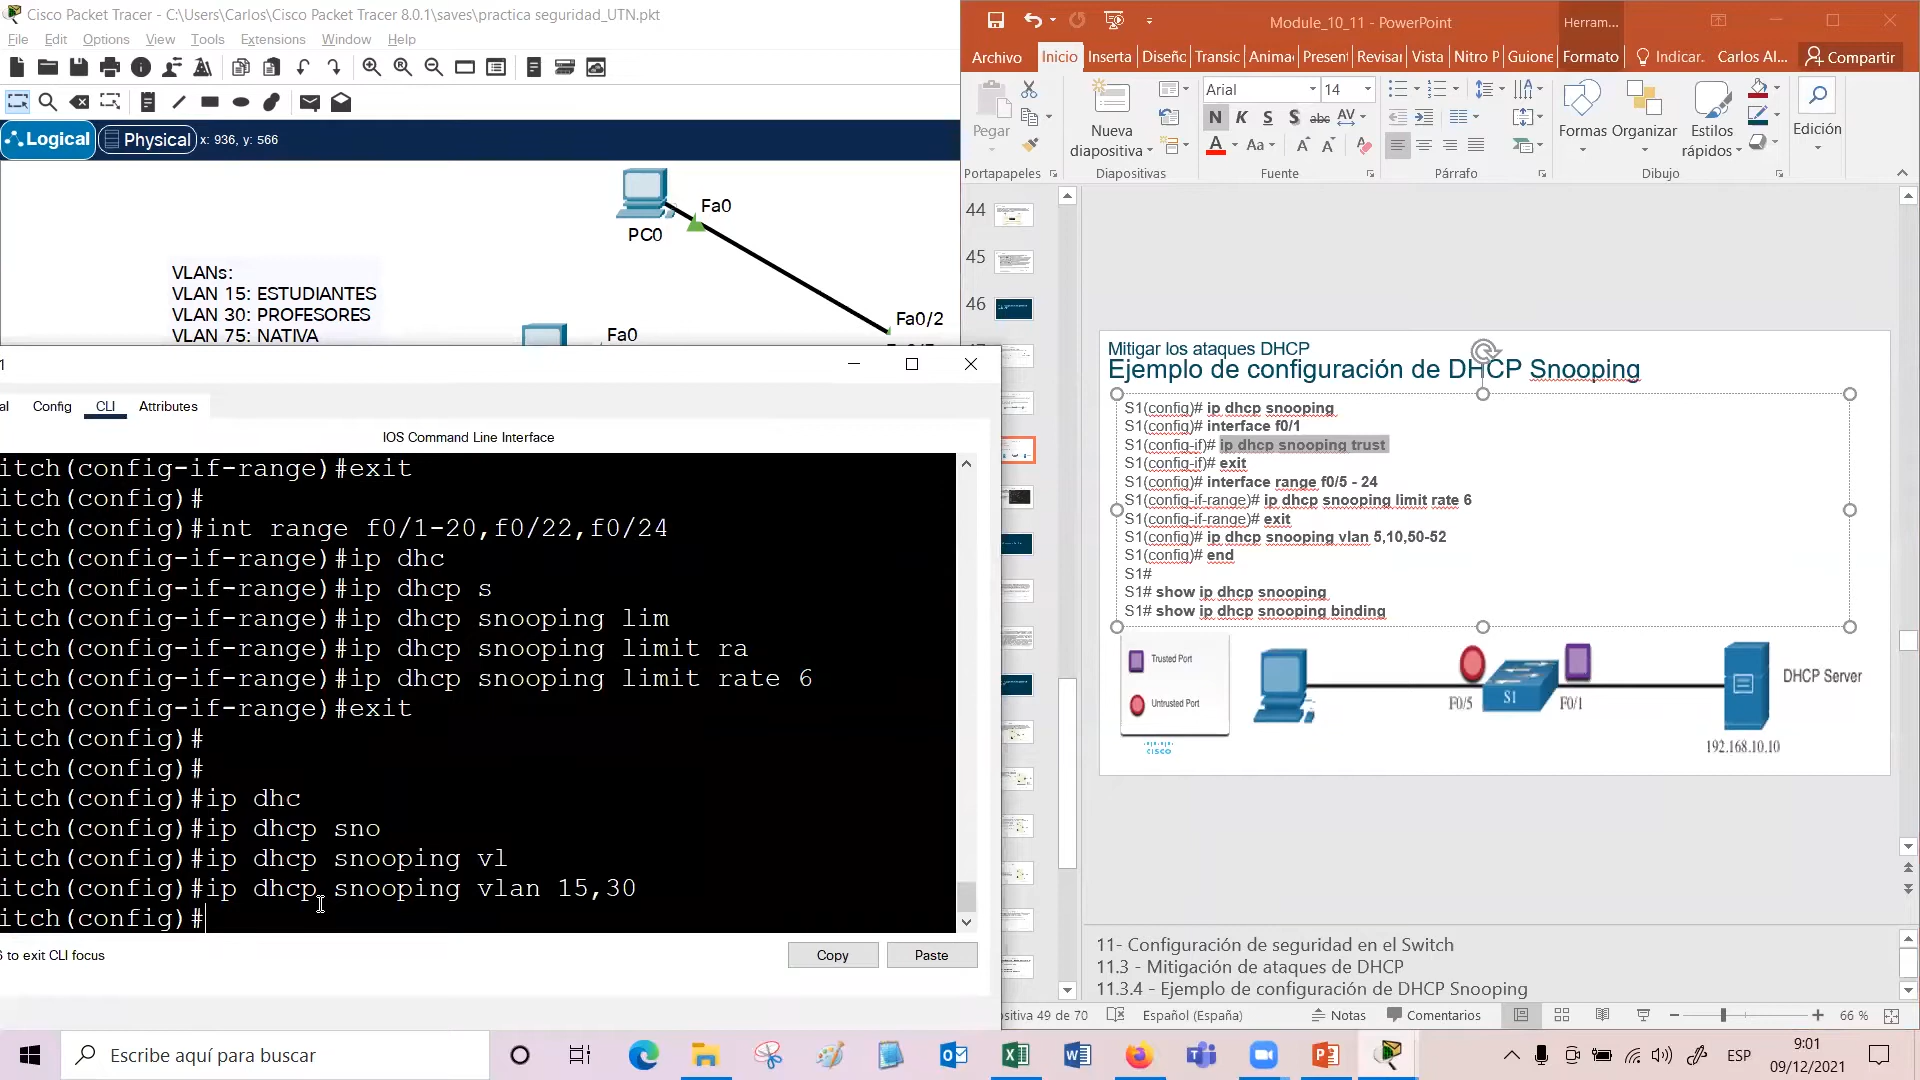 Cisco Packet Tracer - C:\Users\Carlos\Cisco Packet Tracer 8.0.1\saves\practica seguridad_UTN.pkt
File Edit Options View Tools Extensions Window Help
Logical Physical x: 936, y: 566
PC0
Fa0
VLANs:
VLAN 15: ESTUDIANTES
VLAN 30: PROFESORES
VLAN 75: NATIVA
Fa0
Fa0/2
1
al Config CLI Attributes
IOS Command Line Interface
itch(config-if-range)#exit
itch(config)#
itch(config)#int range f0/1-20,f0/22,f0/24
itch(config-if-range)#ip dhc
itch(config-if-range)#ip dhcp s
itch(config-if-range)#ip dhcp snooping lim
itch(config-if-range)#ip dhcp snooping limit ra
itch(config-if-range)#ip dhcp snooping limit rate 6
itch(config-if-range)#exit
itch(config)#
itch(config)#
itch(config)#ip dhc
itch(config)#ip dhcp sno
itch(config)#ip dhcp snooping vl
itch(config)#ip dhcp snooping vlan 15,30
itch(config)#
6 to exit CLI focus
Copy Paste
Module_10_11 - PowerPoint
Herram...
Archivo Inicio Inserta Diseño Transic Anima Present Revisar Vista Nitro P Guione Formato Indicar. Carlos Al... Compartir
Arial 14
Pegar
Nueva diapositiva
N K S S abc AV
A Aa A A
Formas Organizar Estilos rápidos Edición
Portapapeles Diapositivas Fuente Párrafo Dibujo
44
45
46
Mitigar los ataques DHCP
Ejemplo de configuración de DHCP Snooping
S1(config)# ip dhcp snooping
S1(config)# interface f0/1
S1(config-if)# ip dhcp snooping trust
S1(config-if)# exit
S1(config)# interface range f0/5 - 24
S1(config-if-range)# ip dhcp snooping limit rate 6
S1(config-if-range)# exit
S1(config)# ip dhcp snooping vlan 5,10,50-52
S1(config)# end
S1#
S1# show ip dhcp snooping
S1# show ip dhcp snooping binding
Trusted Port
Untrusted Port
F0/5
S1
F0/1
DHCP Server
192.168.10.10
CISCO
11- Configuración de seguridad en el Switch
11.3 - Mitigación de ataques de DHCP
11.3.4 - Ejemplo de configuración de DHCP Snooping
ositiva 49 de 70 Español (España) Notas Comentarios 66 %
Escribe aquí para buscar
ESP
9:01
09/12/2021